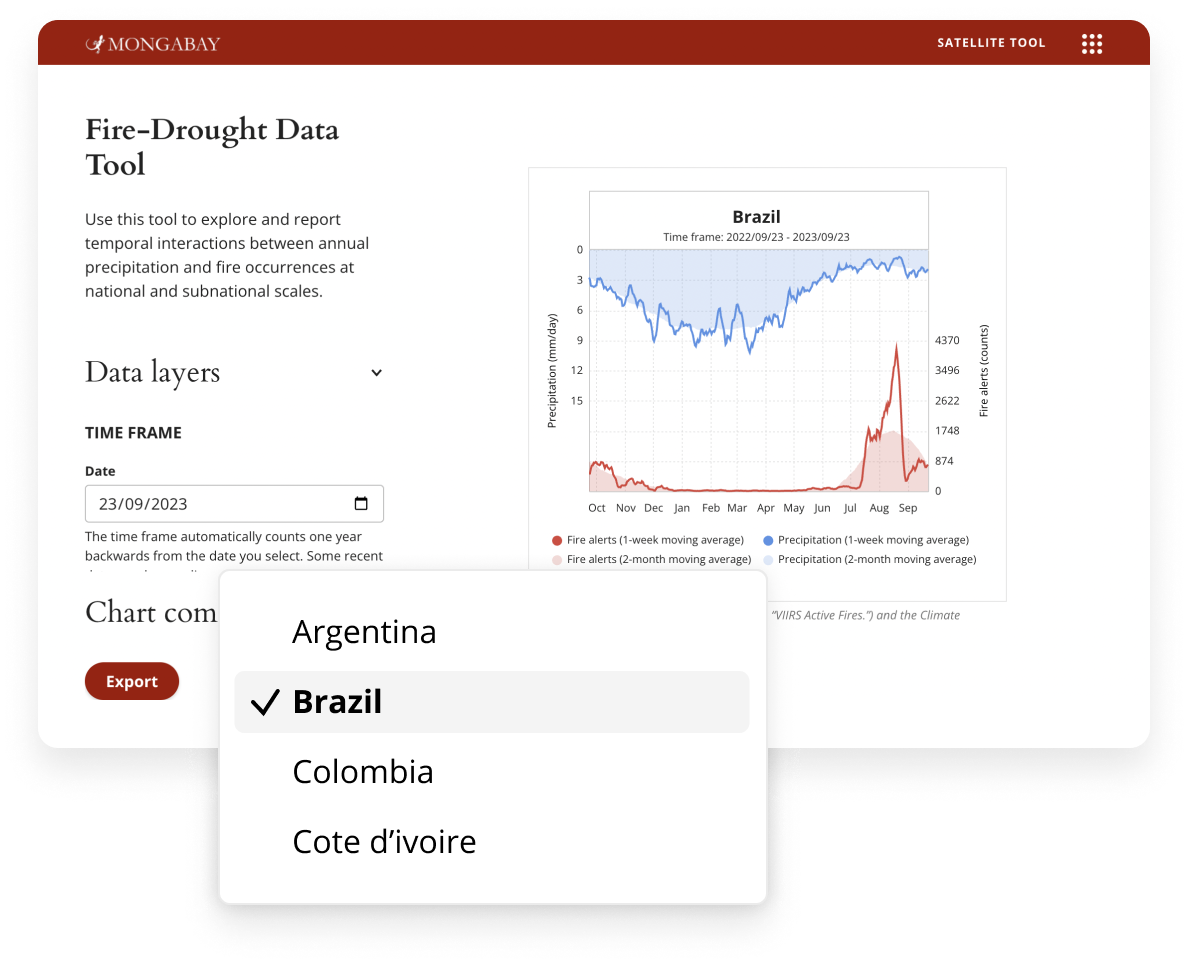 MONGABAY
SATELLITE TOOL
Fire-Drought Data
Tool
Use this tool to explore and report
temporal interactions between annual
precipitation and fire occurrences at
national and subnational scales.
Data layers
TIME FRAME
Date
23/09/2023
The time frame automatically counts one year
backwards from the date you select. Some recent
Chart com
Export
Brazil
Time frame: 2022/09/23 - 2023/09/23
0
3
6
9
12
15
Precipitation (mm/day)
4370
3496
2622
1748
874
0
Fire alerts (counts)
Oct Nov Dec Jan Feb Mar Apr May Jun Jul Aug Sep
Fire alerts (1-week moving average) Precipitation (1-week moving average)
Fire alerts (2-month moving average) Precipitation (2-month moving average)
"VIIRS Active Fires.") and the Climate
Argentina
Brazil
Colombia
Cote d’ivoire